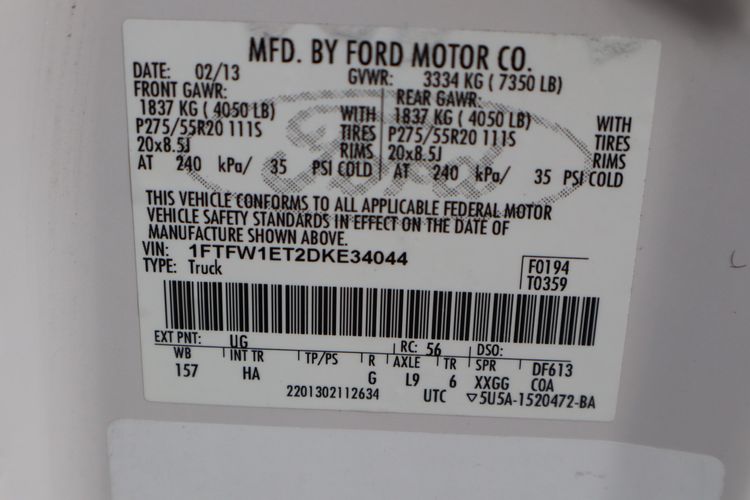 MFD. BY FORD MOTOR CO.
DATE: 02/13 GVWR: 3334 KG ( 7350 LB)
FRONT GAWR: REAR GAWR:
1837 KG ( 4050 LB) WITH 1837 KG ( 4050 LB) WITH
P275/55R20 111S TIRES P275/55R20 111S TIRES
20x8.5J RIMS 20x8.5J RIMS
AT 240 kPa/ 35 PSI COLD AT 240 kPa/ 35 PSI COLD
Ford
THIS VEHICLE CONFORMS TO ALL APPLICABLE FEDERAL MOTOR
VEHICLE SAFETY STANDARDS IN EFFECT ON THE DATE OF
MANUFACTURE SHOWN ABOVE.
VIN: 1FTFW1ET2DKE34044
TYPE: Truck
F0194
T0359
EXT PNT: UG RC: 56 DSO:
WB INT TR TP/PS R AXLE TR SPR DF613
157 HA G L9 6 XXGG COA
2201302112634 UTC ▽5U5A-1520472-BA